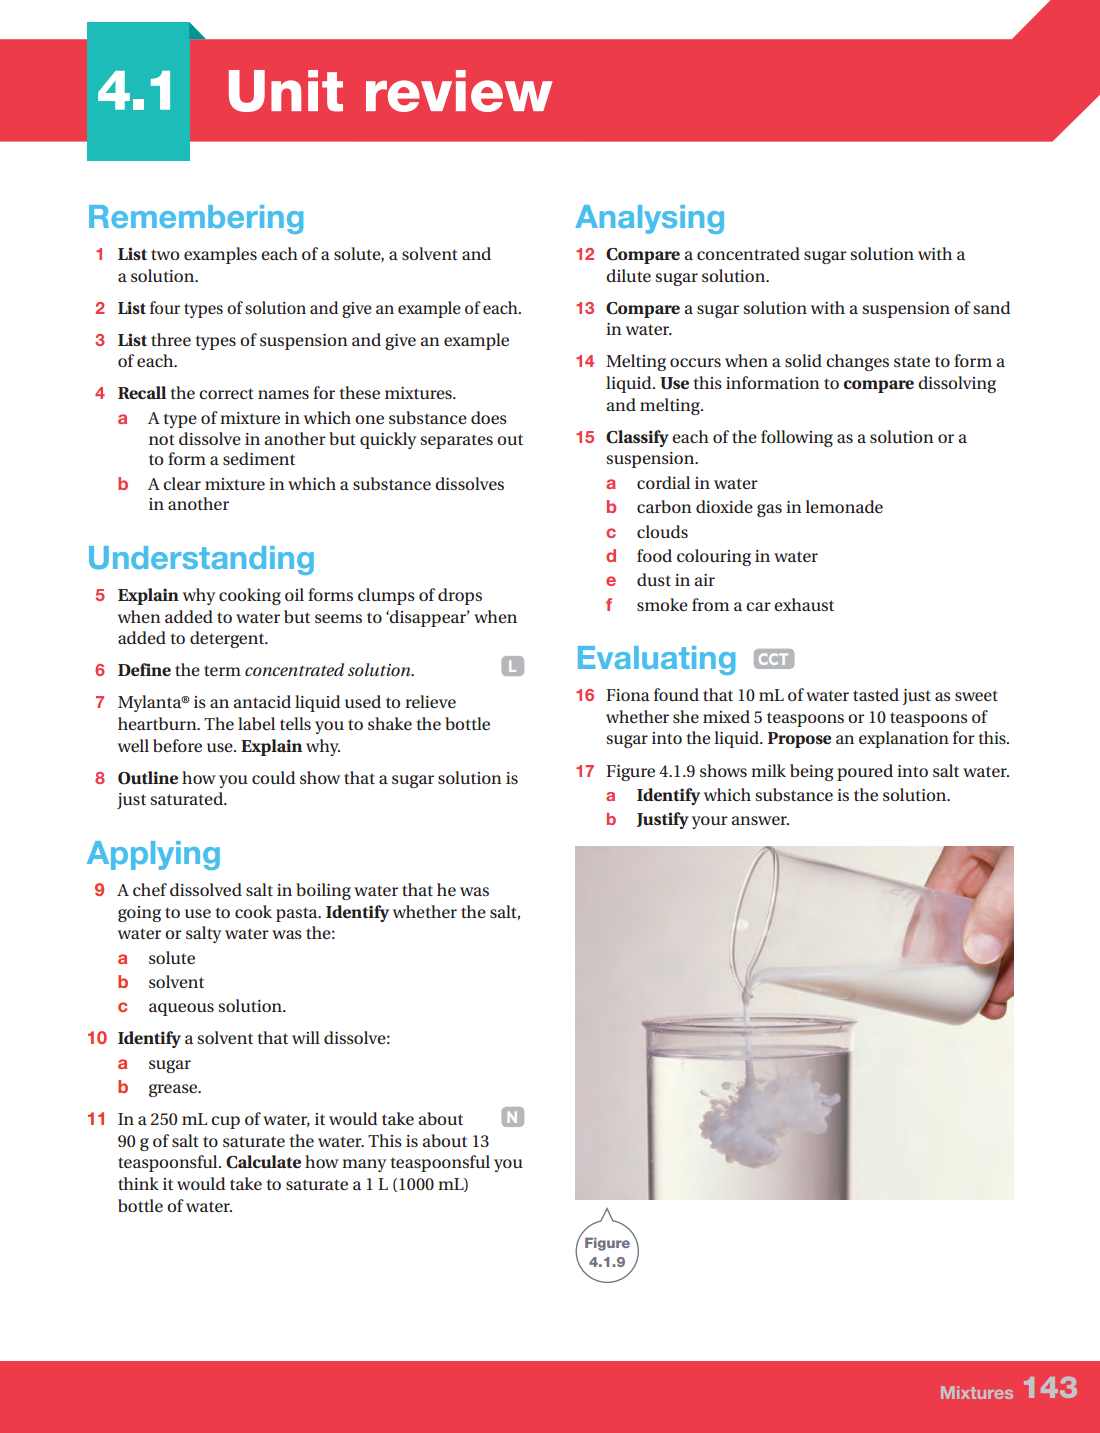 4.1 Unit review
Remembering
1 List two examples each of a solute, a solvent and
a solution.
2 List four types of solution and give an example of each.
3 List three types of suspension and give an example
of each.
4 Recall the correct names for these mixtures.
a A type of mixture in which one substance does
not dissolve in another but quickly separates out
to form a sediment
b A clear mixture in which a substance dissolves
in another
Understanding
5 Explain why cooking oil forms clumps of drops
when added to water but seems to ‘disappear’ when
added to detergent.
6 Define the term concentrated solution. L
7 Mylanta® is an antacid liquid used to relieve
heartburn. The label tells you to shake the bottle
well before use. Explain why.
8 Outline how you could show that a sugar solution is
just saturated.
Applying
9 A chef dissolved salt in boiling water that he was
going to use to cook pasta. Identify whether the salt,
water or salty water was the:
a solute
b solvent
c aqueous solution.
10 Identify a solvent that will dissolve:
a sugar
b grease.
11 In a 250 mL cup of water, it would take about N
90 g of salt to saturate the water. This is about 13
teaspoonsful. Calculate how many teaspoonsful you
think it would take to saturate a 1 L (1000 mL)
bottle of water.
Analysing
12 Compare a concentrated sugar solution with a
dilute sugar solution.
13 Compare a sugar solution with a suspension of sand
in water.
14 Melting occurs when a solid changes state to form a
liquid. Use this information to compare dissolving
and melting.
15 Classify each of the following as a solution or a
suspension.
a cordial in water
b carbon dioxide gas in lemonade
c clouds
d food colouring in water
e dust in air
f smoke from a car exhaust
Evaluating CCT
16 Fiona found that 10 mL of water tasted just as sweet
whether she mixed 5 teaspoons or 10 teaspoons of
sugar into the liquid. Propose an explanation for this.
17 Figure 4.1.9 shows milk being poured into salt water.
a Identify which substance is the solution.
b Justify your answer.
Figure
4.1.9
Mixtures 143